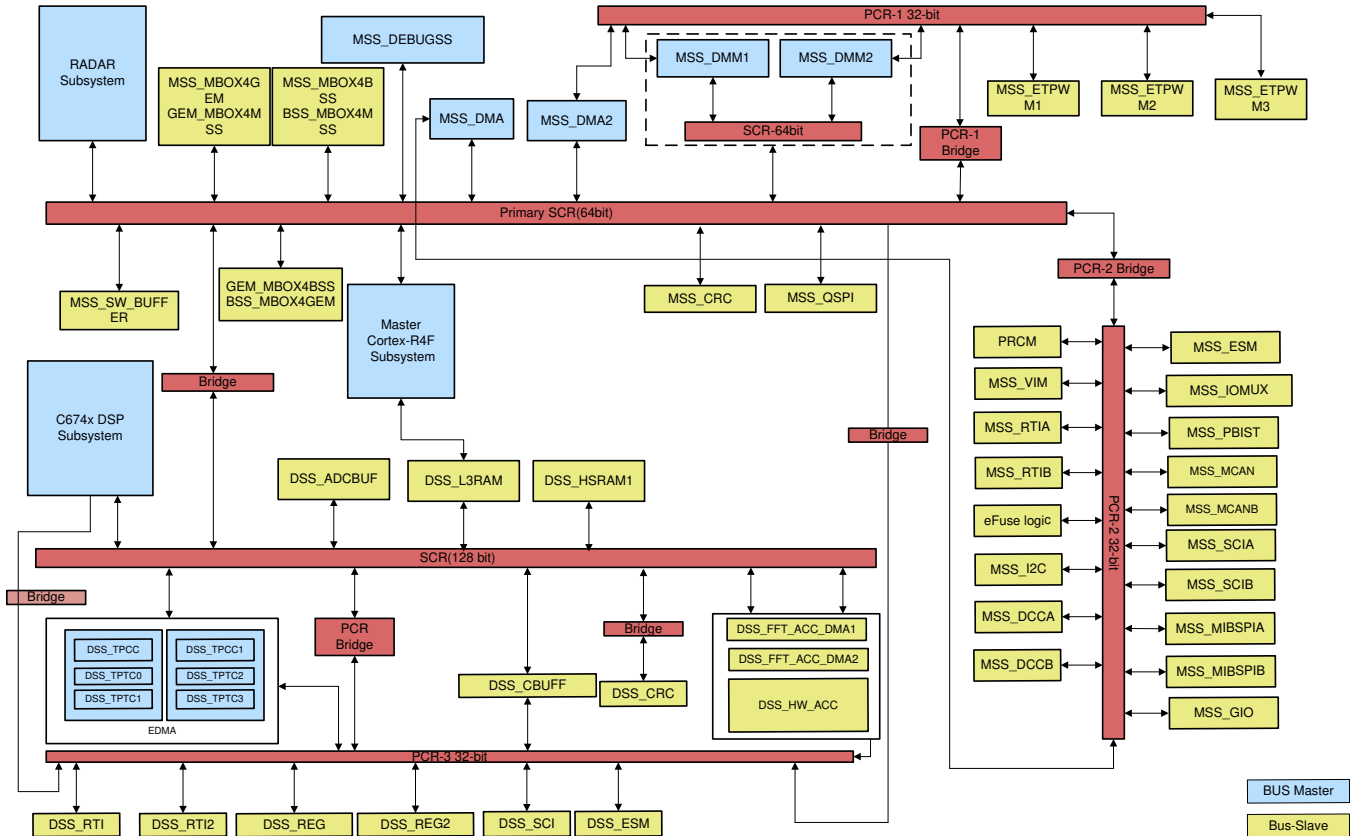 PCR-1 32-bit
RADAR
Subsystem
MSS_DEBUGSS
MSS_DMM1
MSS_DMM2
MSS_MBOX4G
EM
GEM_MBOX4M
SS
MSS_MBOX4B
SS
BSS_MBOX4M
SS
MSS_ETPW
M1
MSS_ETPW
M2
MSS_ETPW
M3
MSS_DMA
MSS_DMA2
SCR-64bit
PCR-1
Bridge
Primary SCR(64bit)
PCR-2 Bridge
MSS_SW_BUFF
ER
GEM_MBOX4BSS
BSS_MBOX4GEM
MSS_CRC
MSS_QSPI
Master
Cortex-R4F
Subsystem
PRCM
MSS_ESM
Bridge
MSS_VIM
MSS_IOMUX
C674x DSP
Subsystem
Bridge
MSS_RTIA
MSS_PBIST
DSS_ADCBUF
DSS_L3RAM
DSS_HSRAM1
MSS_RTIB
MSS_MCAN
PCR-2 32-bit
eFuse logic
MSS_MCANB
MSS_SCIA
SCR(128 bit)
MSS_I2C
MSS_SCIB
Bridge
MSS_DCCA
MSS_MIBSPIA
PCR
Bridge
Bridge
DSS_FFT_ACC_DMA1
DSS_TPCC
DSS_TPCC1
DSS_FFT_ACC_DMA2
MSS_DCCB
MSS_MIBSPIB
DSS_TPTC0
DSS_TPTC2
DSS_CBUFF
DSS_CRC
DSS_TPTC1
DSS_TPTC3
DSS_HW_ACC
MSS_GIO
EDMA
PCR-3 32-bit
BUS Master
DSS_RTI
DSS_RTI2
DSS_REG
DSS_REG2
DSS_SCI
DSS_ESM
Bus-Slave